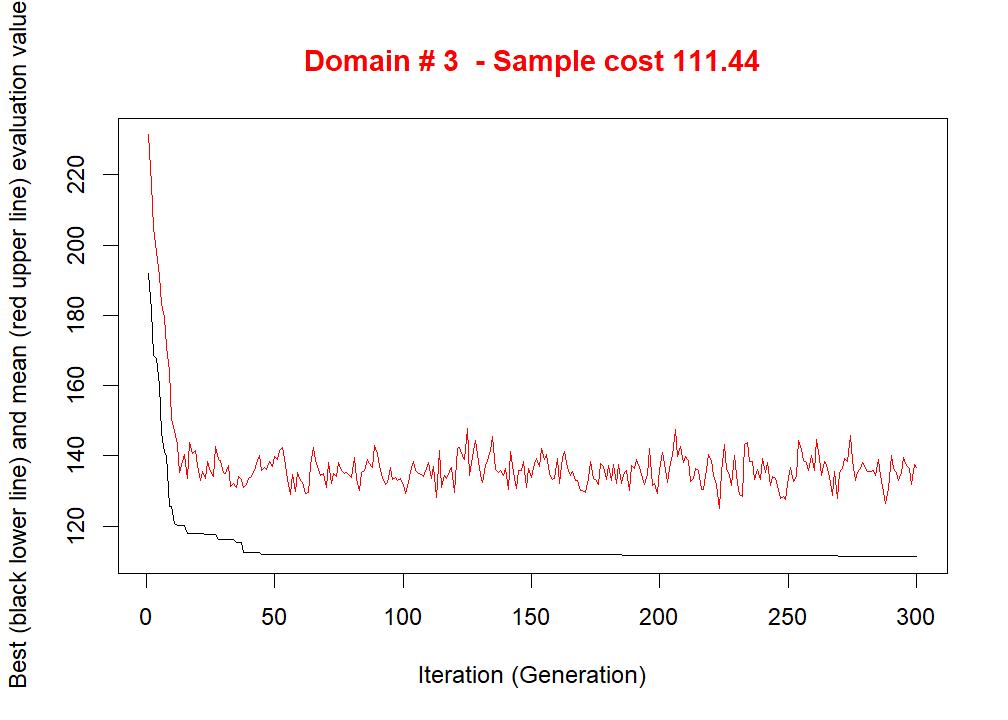 Domain # 3  - Sample cost 111.44
Best (black lower line) and mean (red upper line) evaluation value
220
200
180
160
140
120
0 50 100 150 200 250 300
Iteration (Generation)